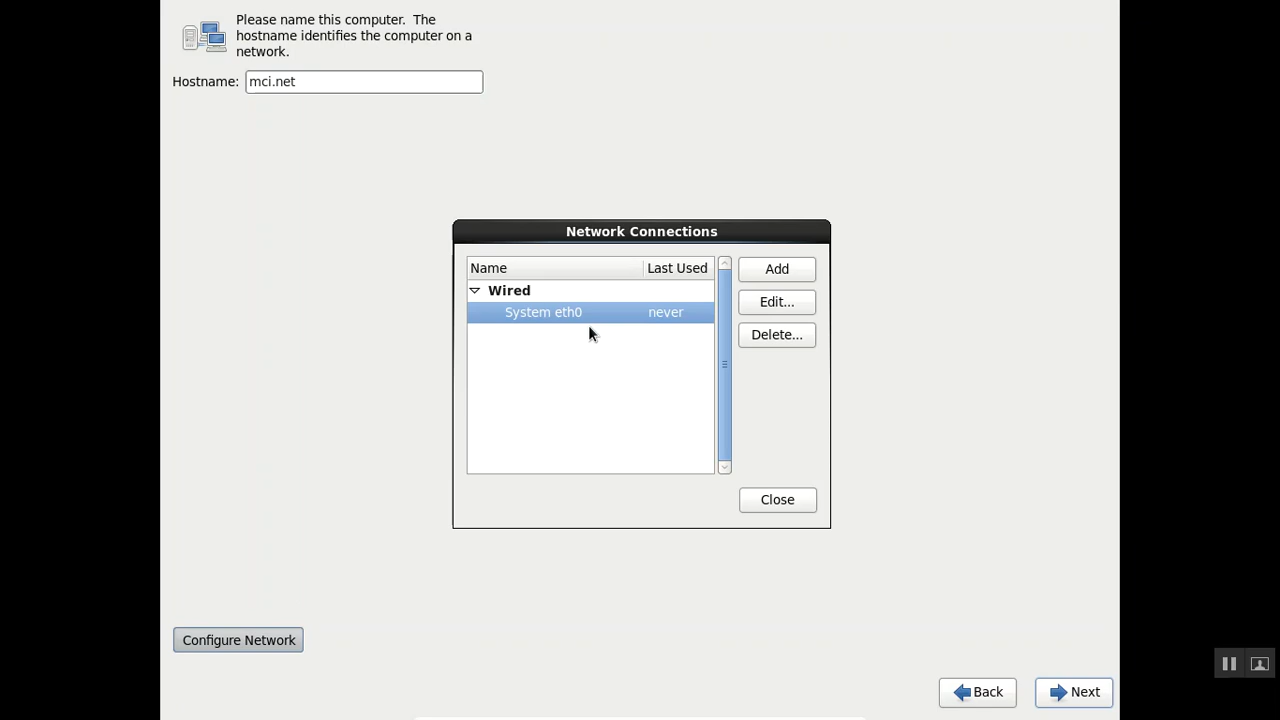 Please name this computer.  The
hostname identifies the computer on a
network.
Hostname: mci.net
Network Connections
Name Last Used
Wired
System eth0 never
Add
Edit...
Delete...
Close
Configure Network
Back Next